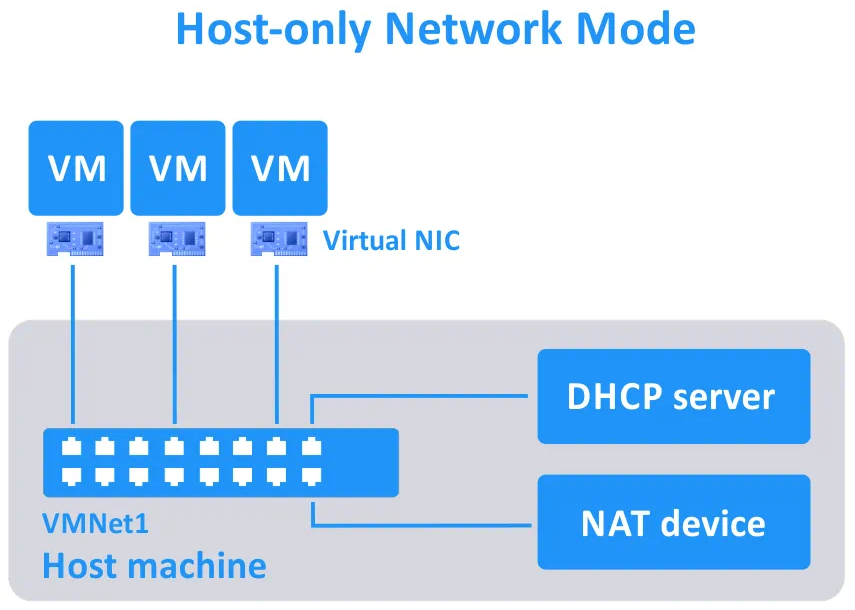 Host-only Network Mode
VM
VM
VM
Virtual NIC
DHCP server
NAT device
VMNet1
Host machine